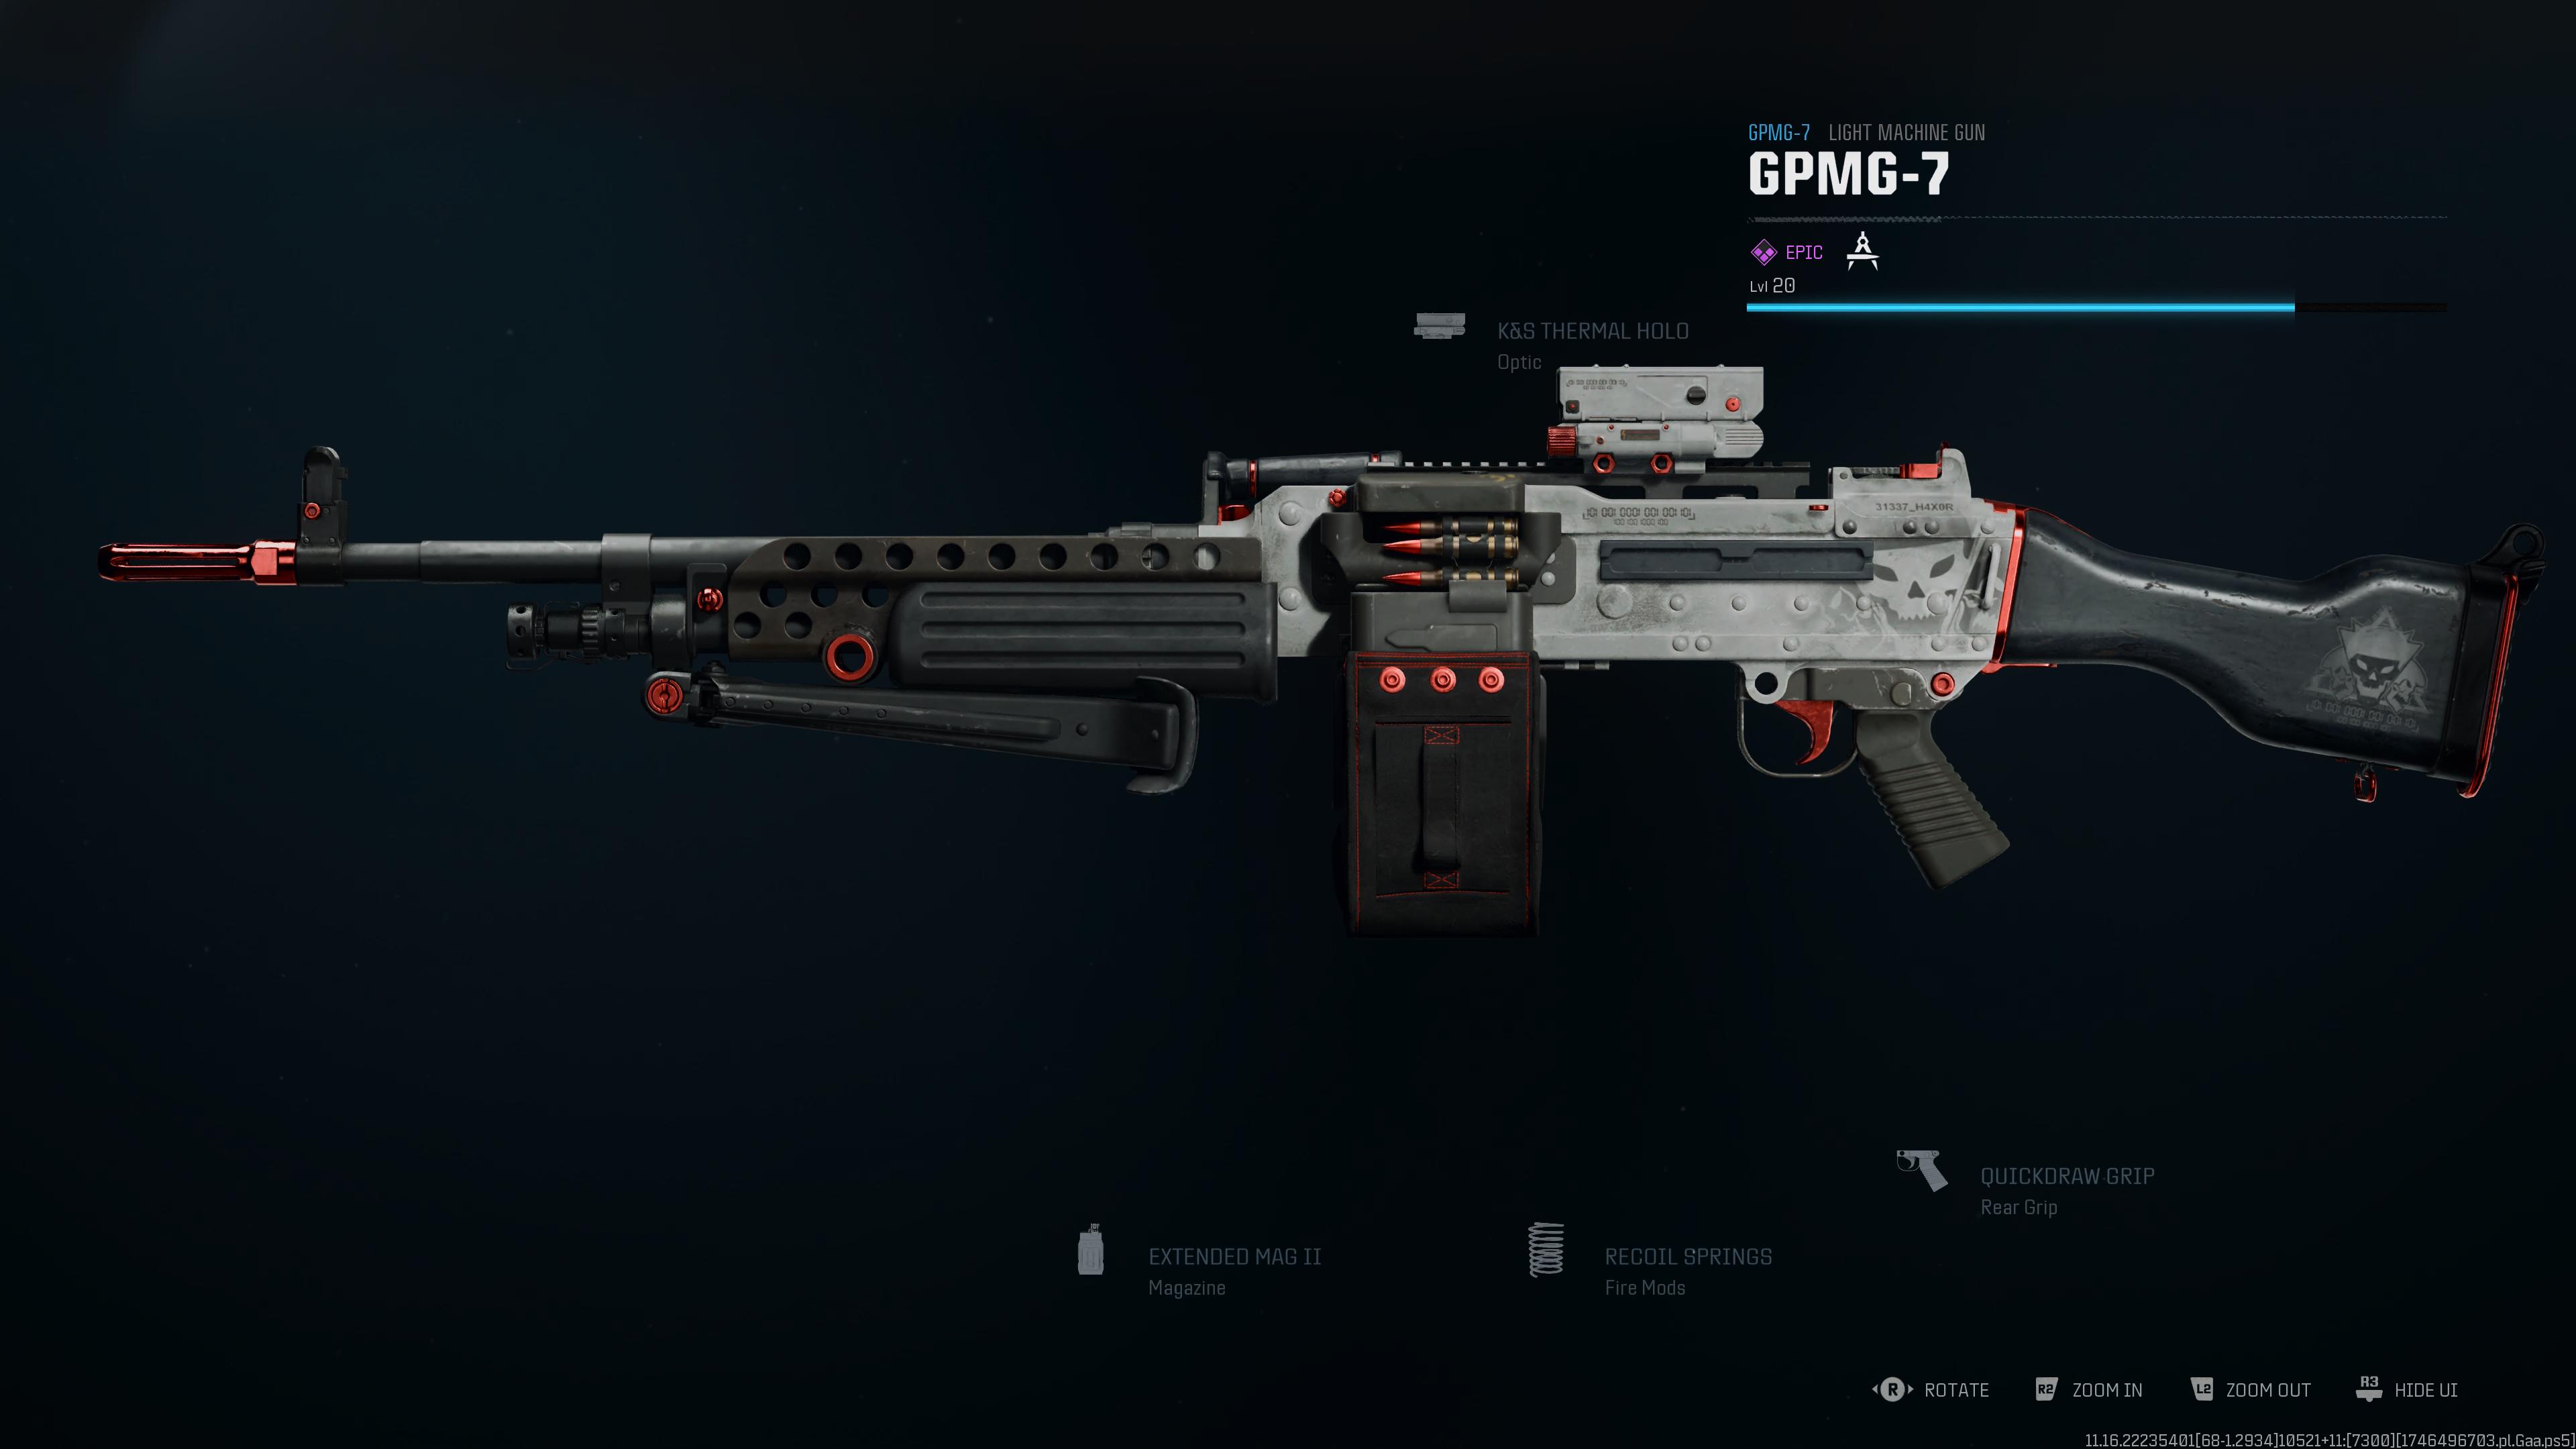 GPMG-7 LIGHT MACHINE GUN
GPMG-7
EPIC
Lvl 20
K&S THERMAL HOLO
Optic
31337_H4X0R
QUICKDRAW GRIP
Rear Grip
EXTENDED MAG II
Magazine
RECOIL SPRINGS
Fire Mods
R ROTATE R2 ZOOM IN L2 ZOOM OUT R3 HIDE UI
11.16.22235401[68-1.2934]10521+11:[7300][1746496703.pl.Gaa.ps5]